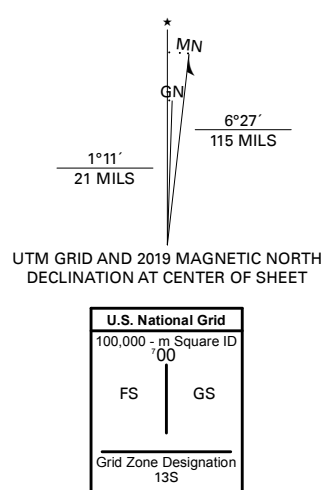 ★
MN
GN
6°27´
115 MILS
1°11´
21 MILS
UTM GRID AND 2019 MAGNETIC NORTH
DECLINATION AT CENTER OF SHEET
U.S. National Grid
100,000 - m Square ID
⁷00
FS GS
Grid Zone Designation
13S